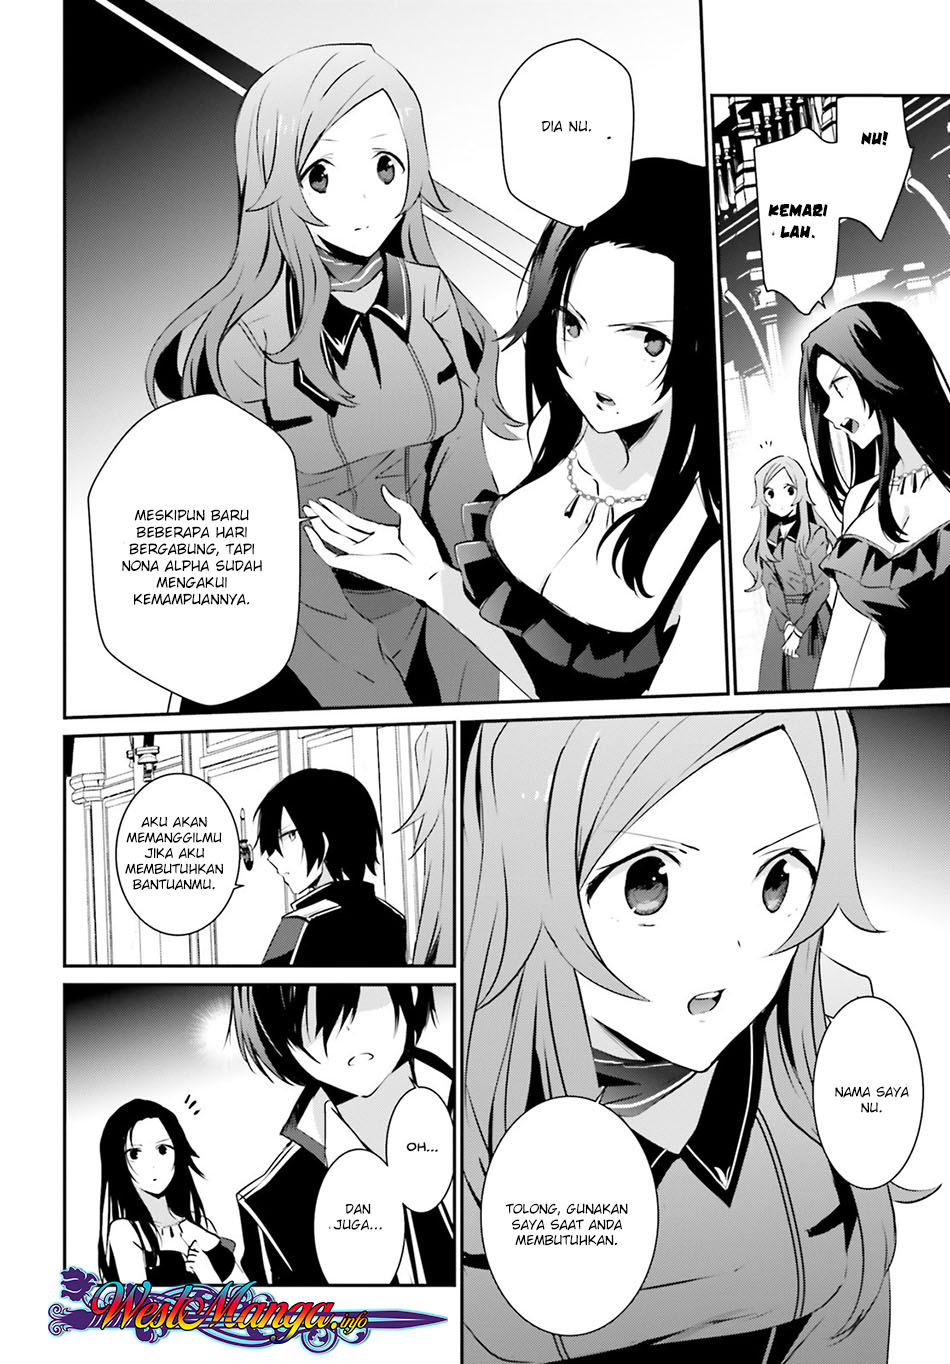 NU!
KEMARI
LAH.
DIA NU.
MESKIPUN BARU
BEBERAPA HARI
BERGABUNG, TAPI
NONA ALPHA SUDAH
MENGAKUI
KEMAMPUANNYA.
NAMA SAYA
NU.
TOLONG, GUNAKAN
SAYA SAAT ANDA
MEMBUTUHKAN.
AKU AKAN
MEMANGGILMU
JIKA AKU
MEMBUTUHKAN
BANTUANMU.
OH...
DAN
JUGA...
WestManga.info